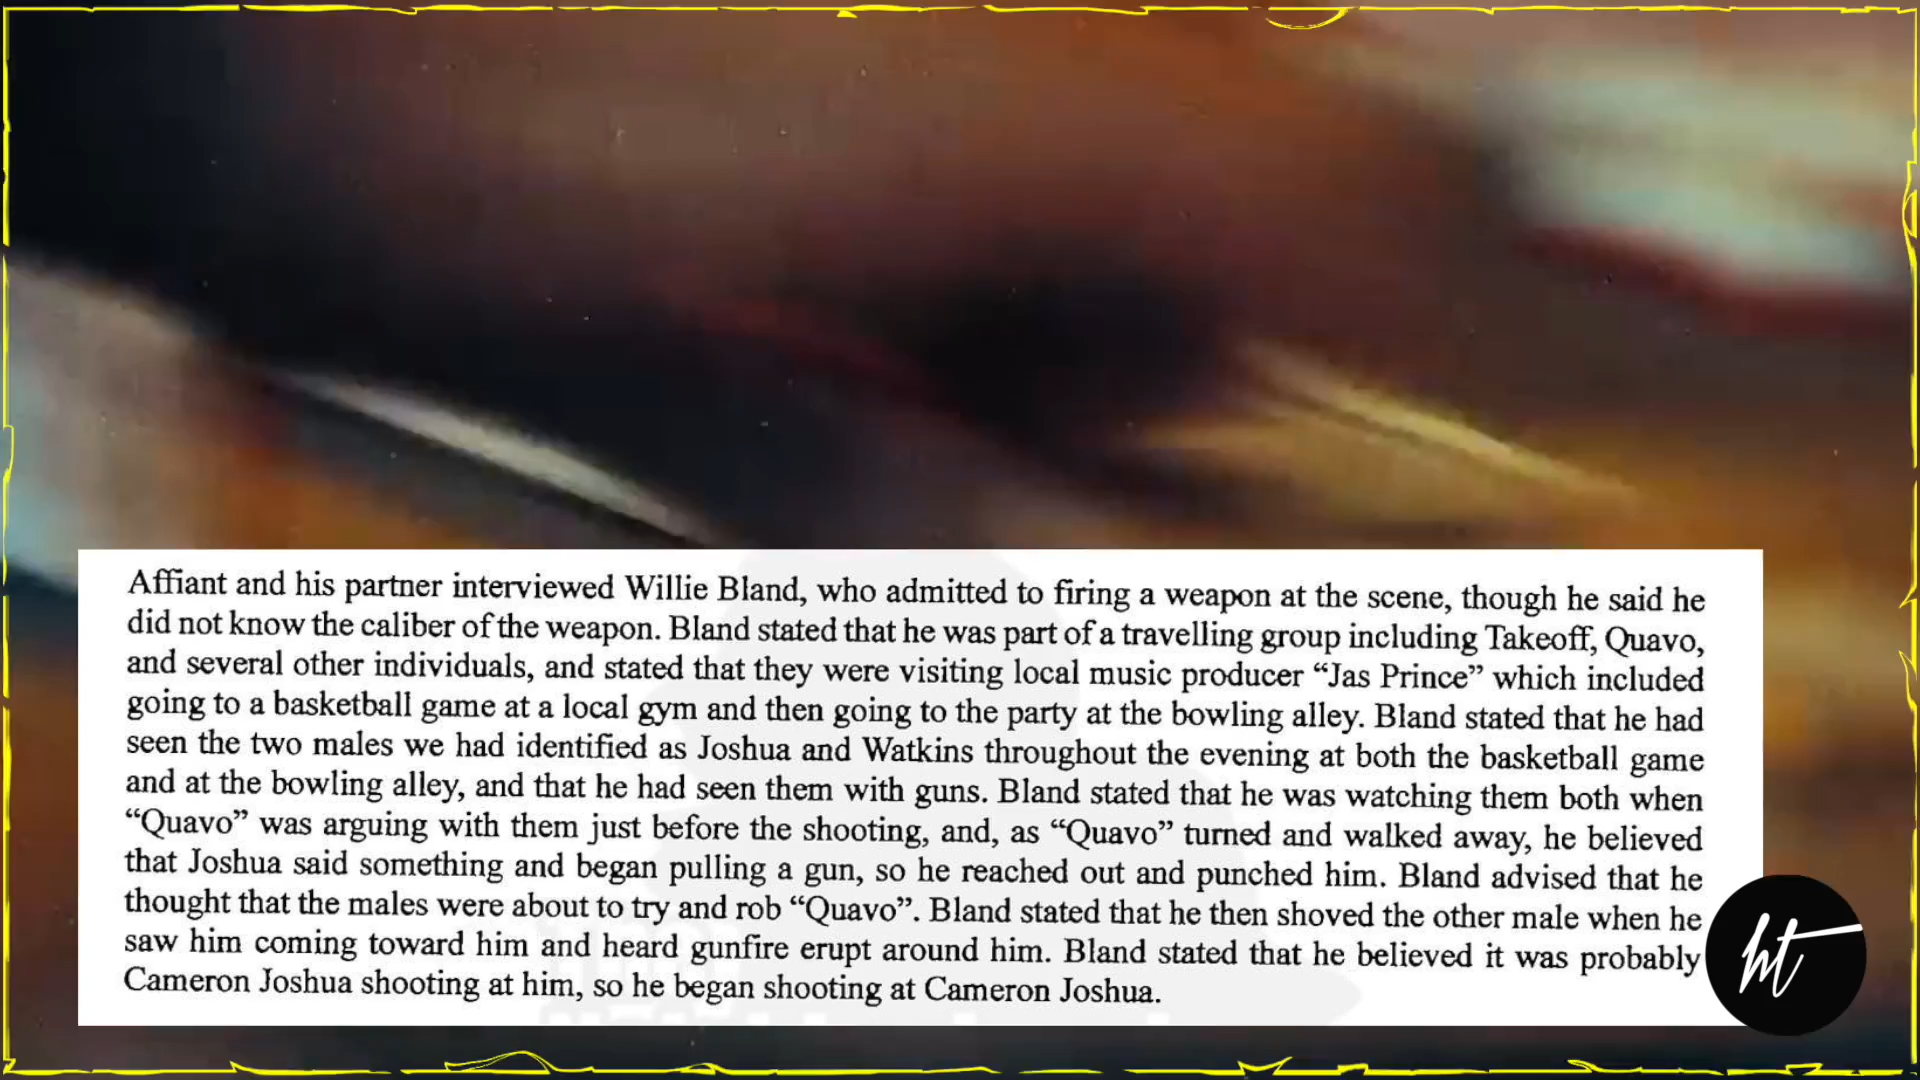 Affiant and his partner interviewed Willie Bland, who admitted to firing a weapon at the scene, though he said he
did not know the caliber of the weapon. Bland stated that he was part of a travelling group including Takeoff, Quavo,
and several other individuals, and stated that they were visiting local music producer “Jas Prince” which included
going to a basketball game at a local gym and then going to the party at the bowling alley. Bland stated that he had
seen the two males we had identified as Joshua and Watkins throughout the evening at both the basketball game
and at the bowling alley, and that he had seen them with guns. Bland stated that he was watching them both when
“Quavo” was arguing with them just before the shooting, and, as “Quavo” turned and walked away, he believed
that Joshua said something and began pulling a gun, so he reached out and punched him. Bland advised that he
thought that the males were about to try and rob “Quavo”. Bland stated that he then shoved the other male when he
saw him coming toward him and heard gunfire erupt around him. Bland stated that he believed it was probably
Cameron Joshua shooting at him, so he began shooting at Cameron Joshua.
ht